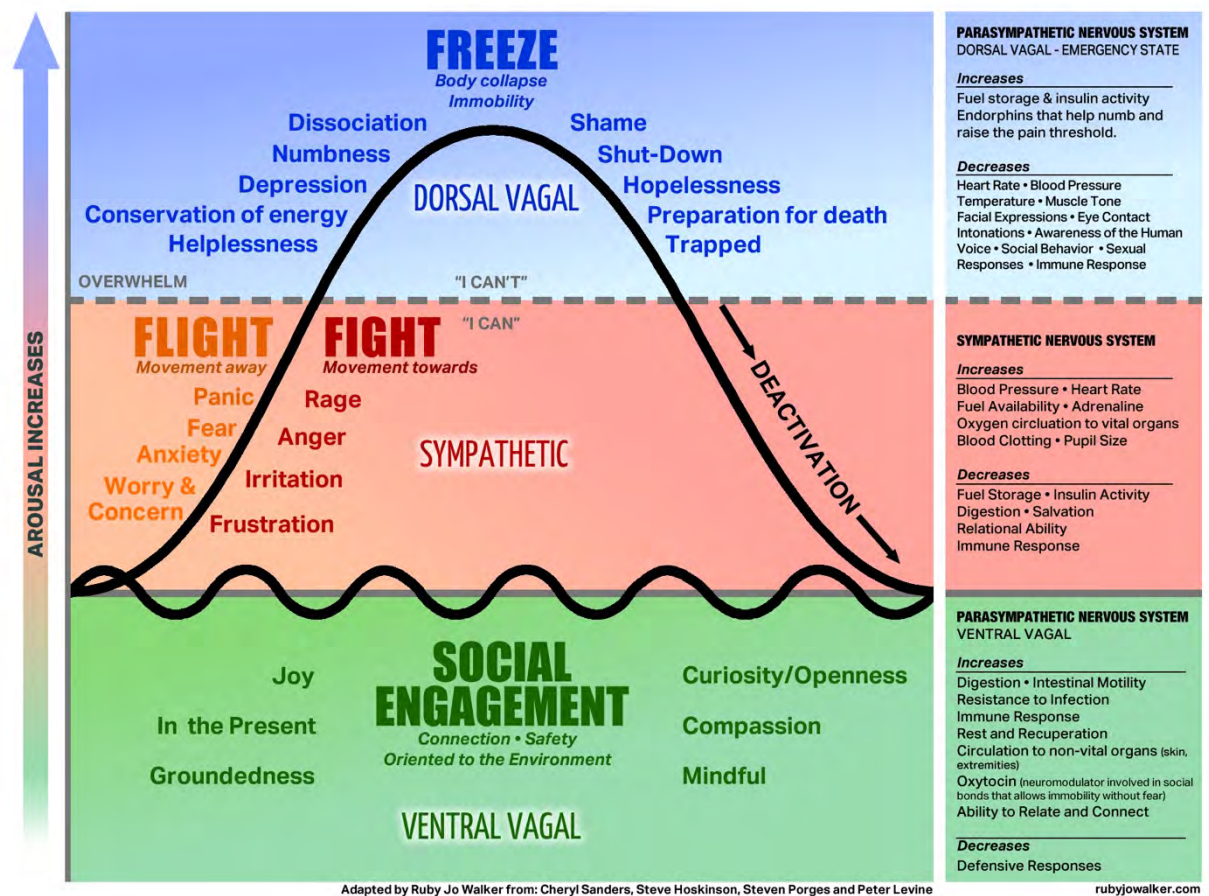 AROUSAL INCREASES
FREEZE
Body collapse
Immobility
Dissociation
Numbness
Depression
Conservation of energy
Helplessness
Shame
Shut-Down
Hopelessness
Preparation for death
Trapped
DORSAL VAGAL
OVERWHELM
"I CAN'T"
"I CAN"
FLIGHT
Movement away
Panic
Fear
Anxiety
Worry &
Concern
FIGHT
Movement towards
Rage
Anger
Irritation
Frustration
SYMPATHETIC
DEACTIVATION
SOCIAL
ENGAGEMENT
Connection • Safety
Oriented to the Environment
Joy
In the Present
Groundedness
Curiosity/Openness
Compassion
Mindful
VENTRAL VAGAL
PARASYMPATHETIC NERVOUS SYSTEM
DORSAL VAGAL - EMERGENCY STATE
Increases
Fuel storage & insulin activity
Endorphins that help numb and
raise the pain threshold.
Decreases
Heart Rate • Blood Pressure
Temperature • Muscle Tone
Facial Expressions • Eye Contact
Intonations • Awareness of the Human
Voice • Social Behavior • Sexual
Responses • Immune Response
SYMPATHETIC NERVOUS SYSTEM
Increases
Blood Pressure • Heart Rate
Fuel Availability • Adrenaline
Oxygen circluation to vital organs
Blood Clotting • Pupil Size
Decreases
Fuel Storage • Insulin Activity
Digestion • Salvation
Relational Ability
Immune Response
PARASYMPATHETIC NERVOUS SYSTEM
VENTRAL VAGAL
Increases
Digestion • Intestinal Motility
Resistance to Infection
Immune Response
Rest and Recuperation
Circulation to non-vital organs (skin,
extremities)
Oxytocin (neuromodulator involved in social
bonds that allows immobility without fear)
Ability to Relate and Connect
Decreases
Defensive Responses
Adapted by Ruby Jo Walker from: Cheryl Sanders, Steve Hoskinson, Steven Porges and Peter Levine
rubyjowalker.com